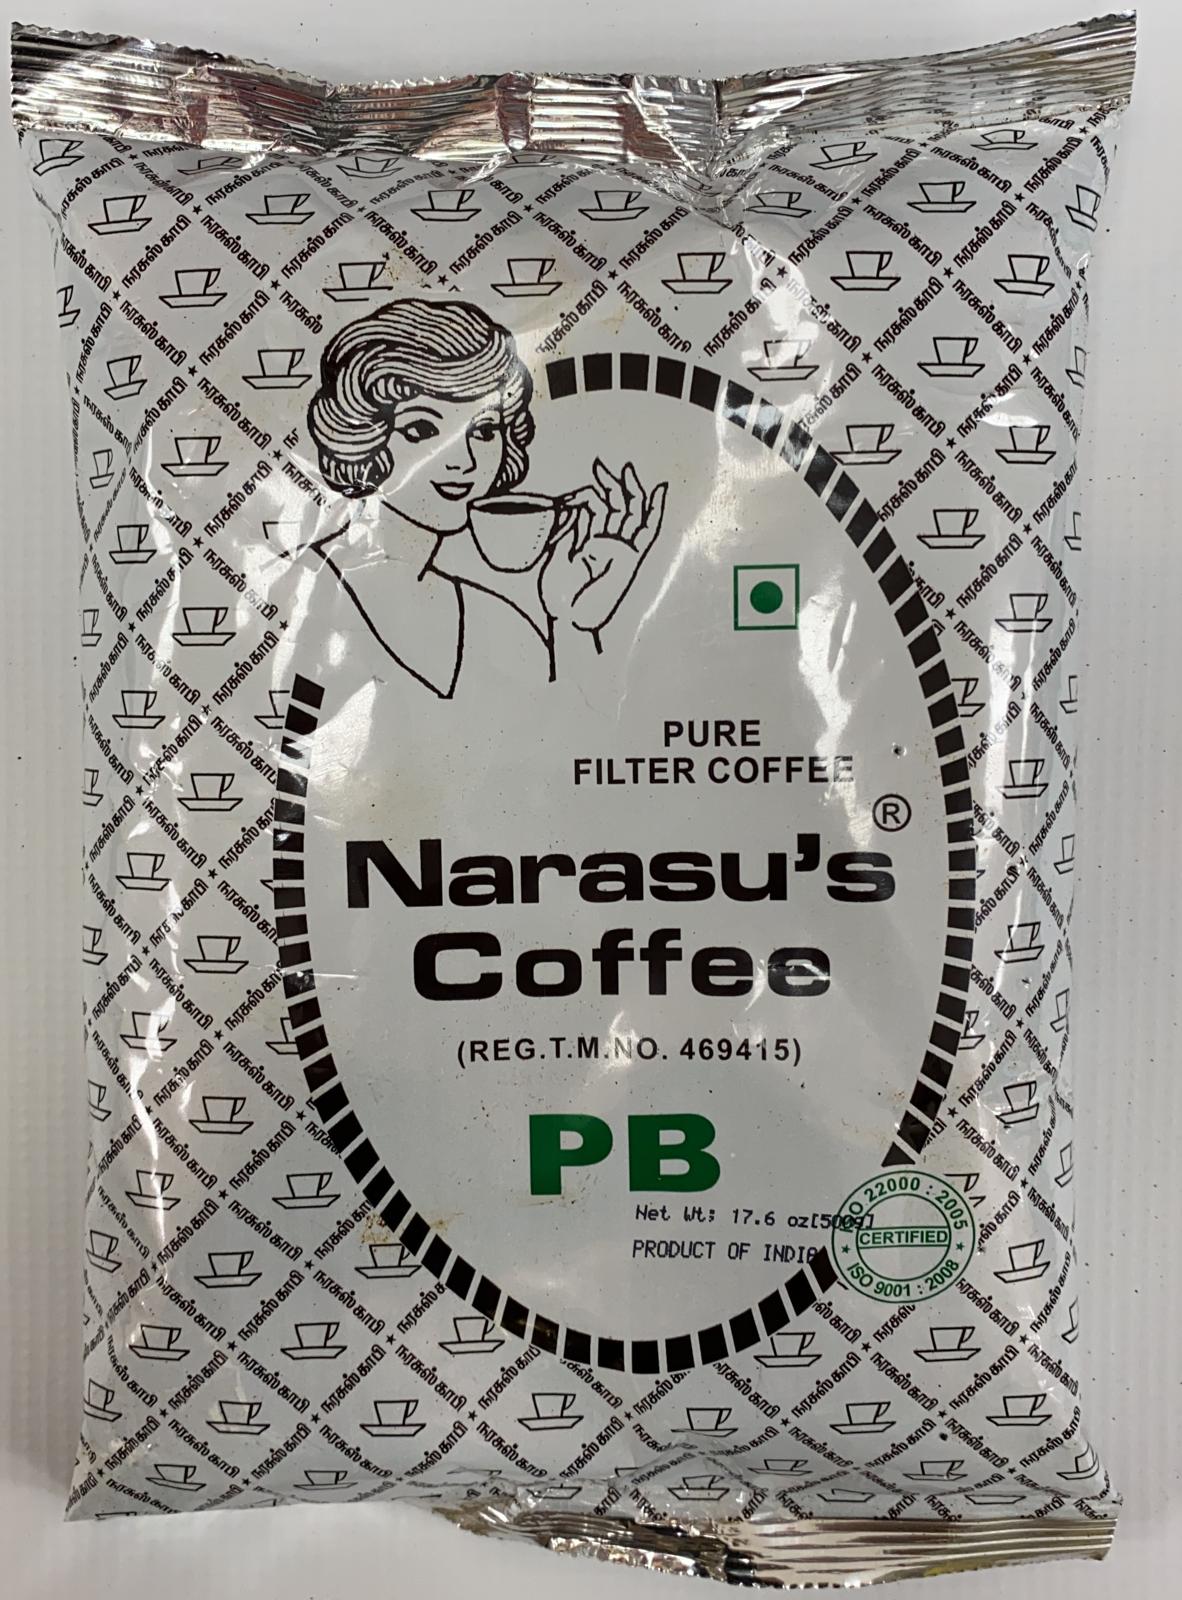 நரசுஸ் காபி
PURE
FILTER COFFEE
®
Narasu's
Coffee
(REG.T.M.NO. 469415)
PB
Net Wt: 17.6 oz[500g]
PRODUCT OF INDIA
ISO 22000 : 2005
CERTIFIED
ISO 9001 : 2008